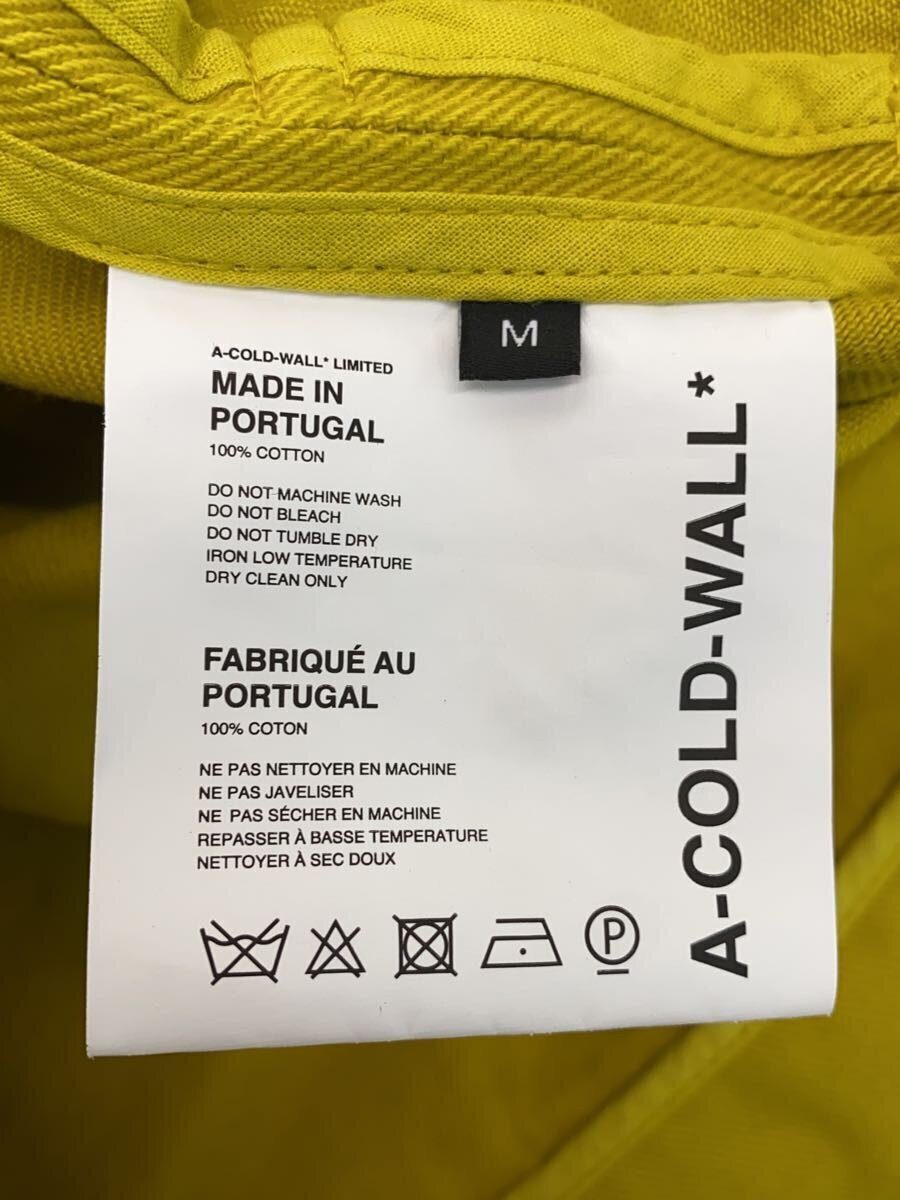 M
A-COLD-WALL* LIMITED
MADE IN
PORTUGAL
100% COTTON
DO NOT MACHINE WASH
DO NOT BLEACH
DO NOT TUMBLE DRY
IRON LOW TEMPERATURE
DRY CLEAN ONLY
FABRIQUÉ AU
PORTUGAL
100% COTON
NE PAS NETTOYER EN MACHINE
NE PAS JAVELISER
NE PAS SÉCHER EN MACHINE
REPASSER À BASSE TEMPERATURE
NETTOYER À SEC DOUX
P
A-COLD-WALL*